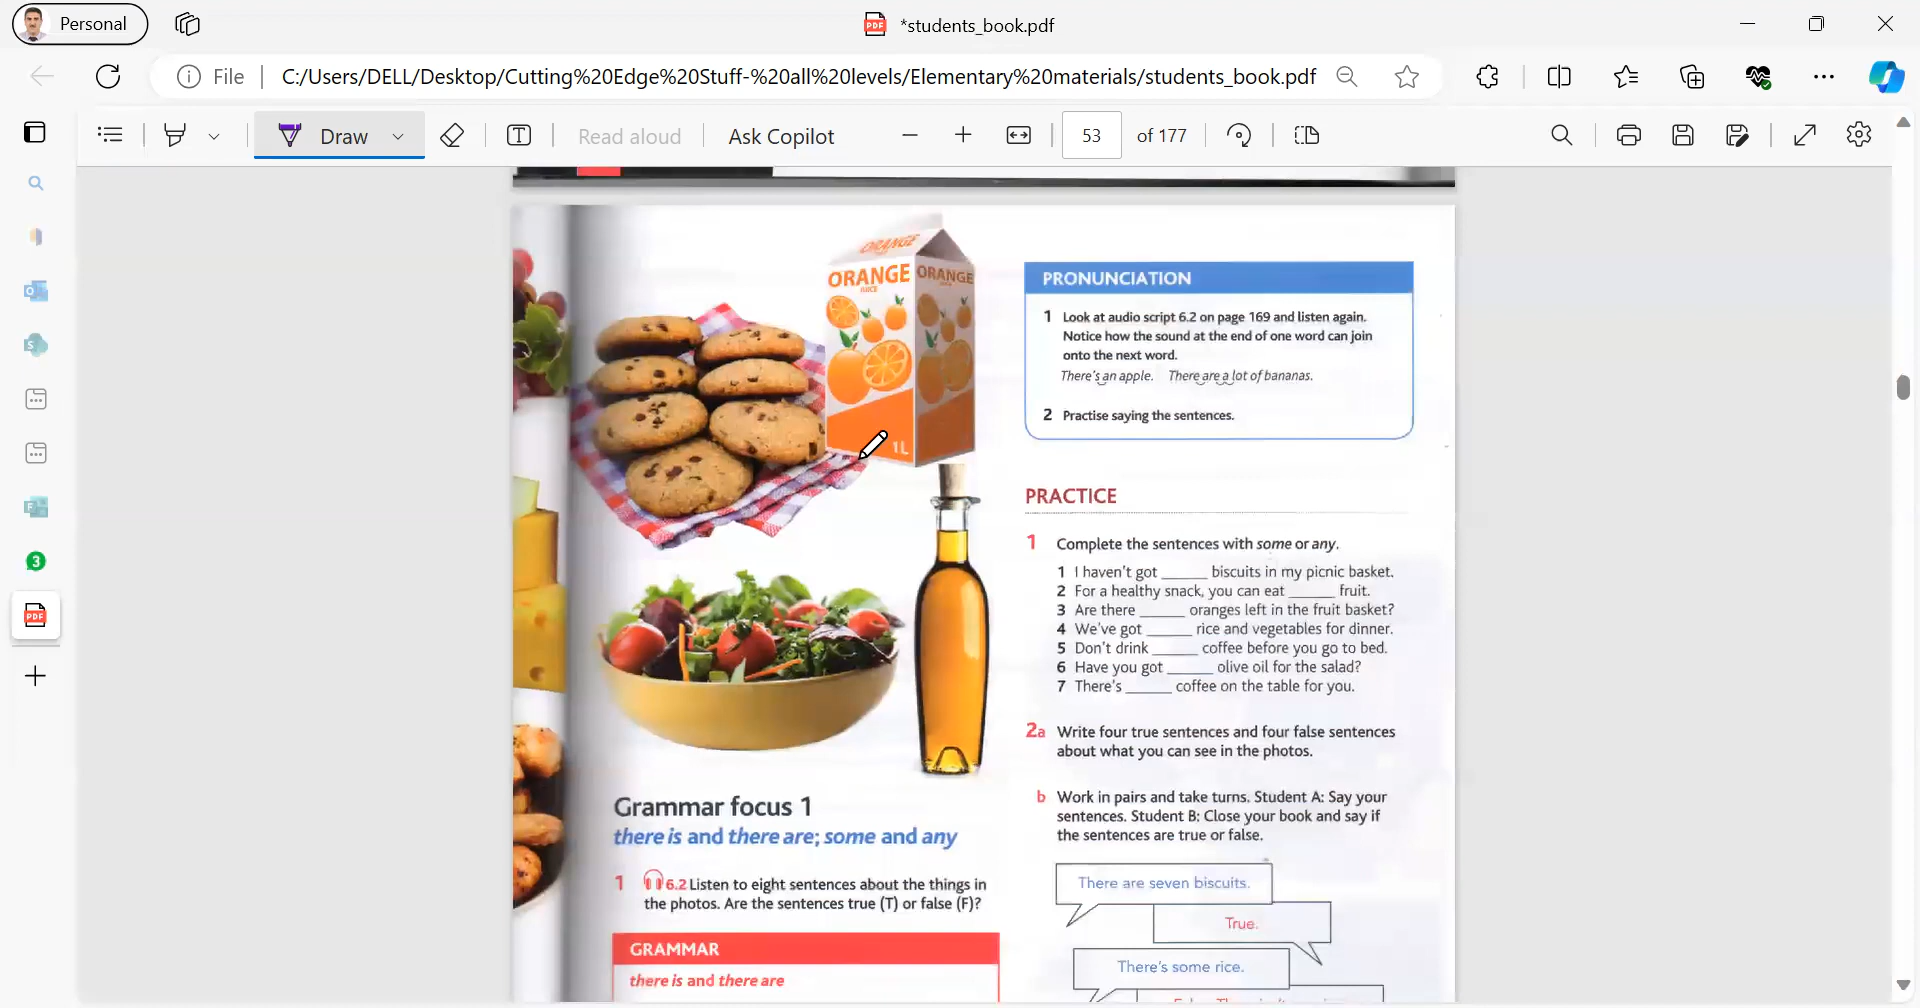 Personal
*students_book.pdf
File
C:/Users/DELL/Desktop/Cutting%20Edge%20Stuff-%20all%20levels/Elementary%20materials/students_book.pdf
Draw
Read aloud
Ask Copilot
53 of 177
ORANGE
ORANGE
JUICE
ORANGE
1L
PRONUNCIATION
1 Look at audio script 6.2 on page 169 and listen again.
Notice how the sound at the end of one word can join
onto the next word.
There's an apple. There are a lot of bananas.
2 Practise saying the sentences.
PRACTICE
1 Complete the sentences with some or any.
1 I haven't got ______ biscuits in my picnic basket.
2 For a healthy snack, you can eat ______ fruit.
3 Are there ______ oranges left in the fruit basket?
4 We've got ______ rice and vegetables for dinner.
5 Don't drink ______ coffee before you go to bed.
6 Have you got ______ olive oil for the salad?
7 There's ______ coffee on the table for you.
2a Write four true sentences and four false sentences
about what you can see in the photos.
b Work in pairs and take turns. Student A: Say your
sentences. Student B: Close your book and say if
the sentences are true or false.
There are seven biscuits.
True.
There's some rice.
Grammar focus 1
there is and there are; some and any
1 6.2 Listen to eight sentences about the things in
the photos. Are the sentences true (T) or false (F)?
GRAMMAR
there is and there are
3
PDF